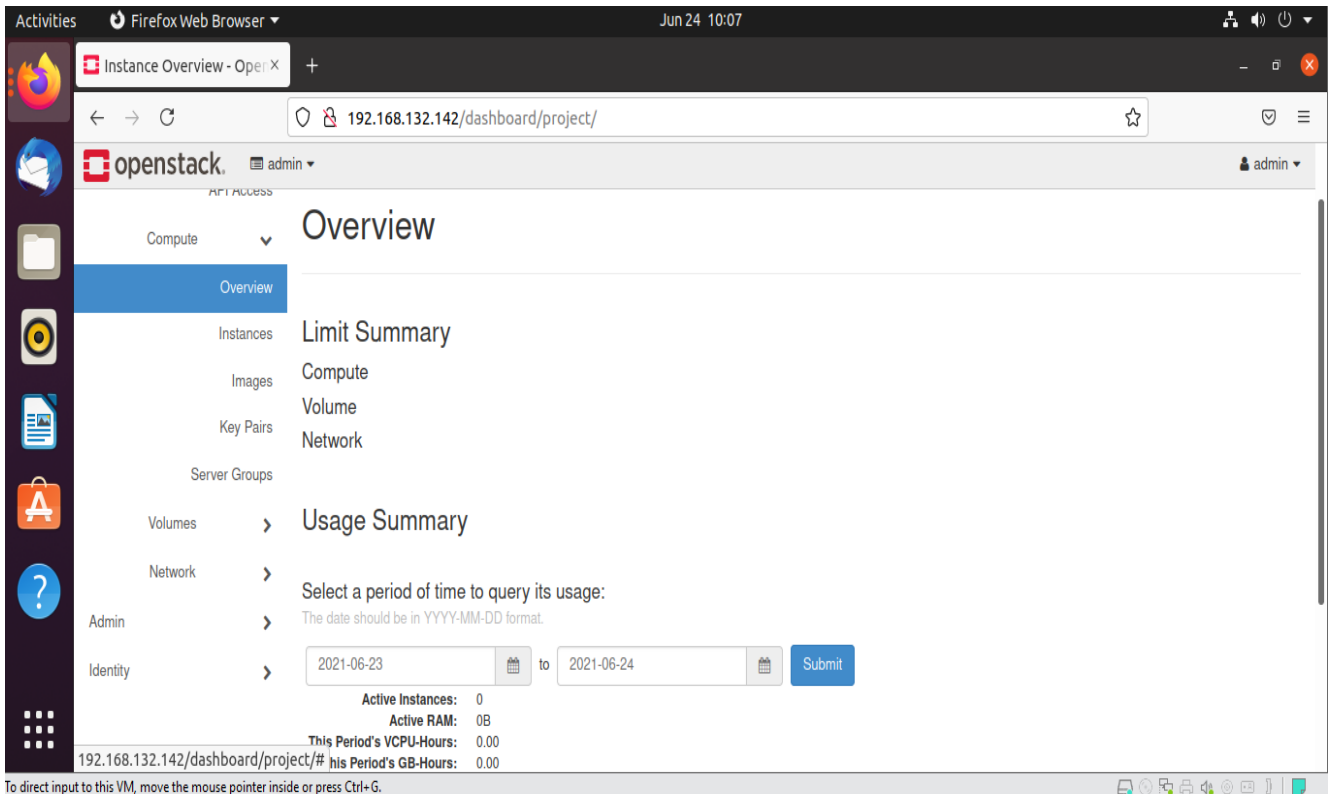 Activities Firefox Web Browser Jun 24 10:07
Instance Overview - Oper
192.168.132.142/dashboard/project/
openstack. admin admin
API Access
Compute
Overview
Instances
Images
Key Pairs
Server Groups
Volumes
Network
Admin
Identity
Overview
Limit Summary
Compute
Volume
Network
Usage Summary
Select a period of time to query its usage:
The date should be in YYYY-MM-DD format.
2021-06-23 to 2021-06-24 Submit
Active Instances: 0
Active RAM: 0B
This Period's VCPU-Hours: 0.00
his Period's GB-Hours: 0.00
192.168.132.142/dashboard/project/#
To direct input to this VM, move the mouse pointer inside or press Ctrl+G.